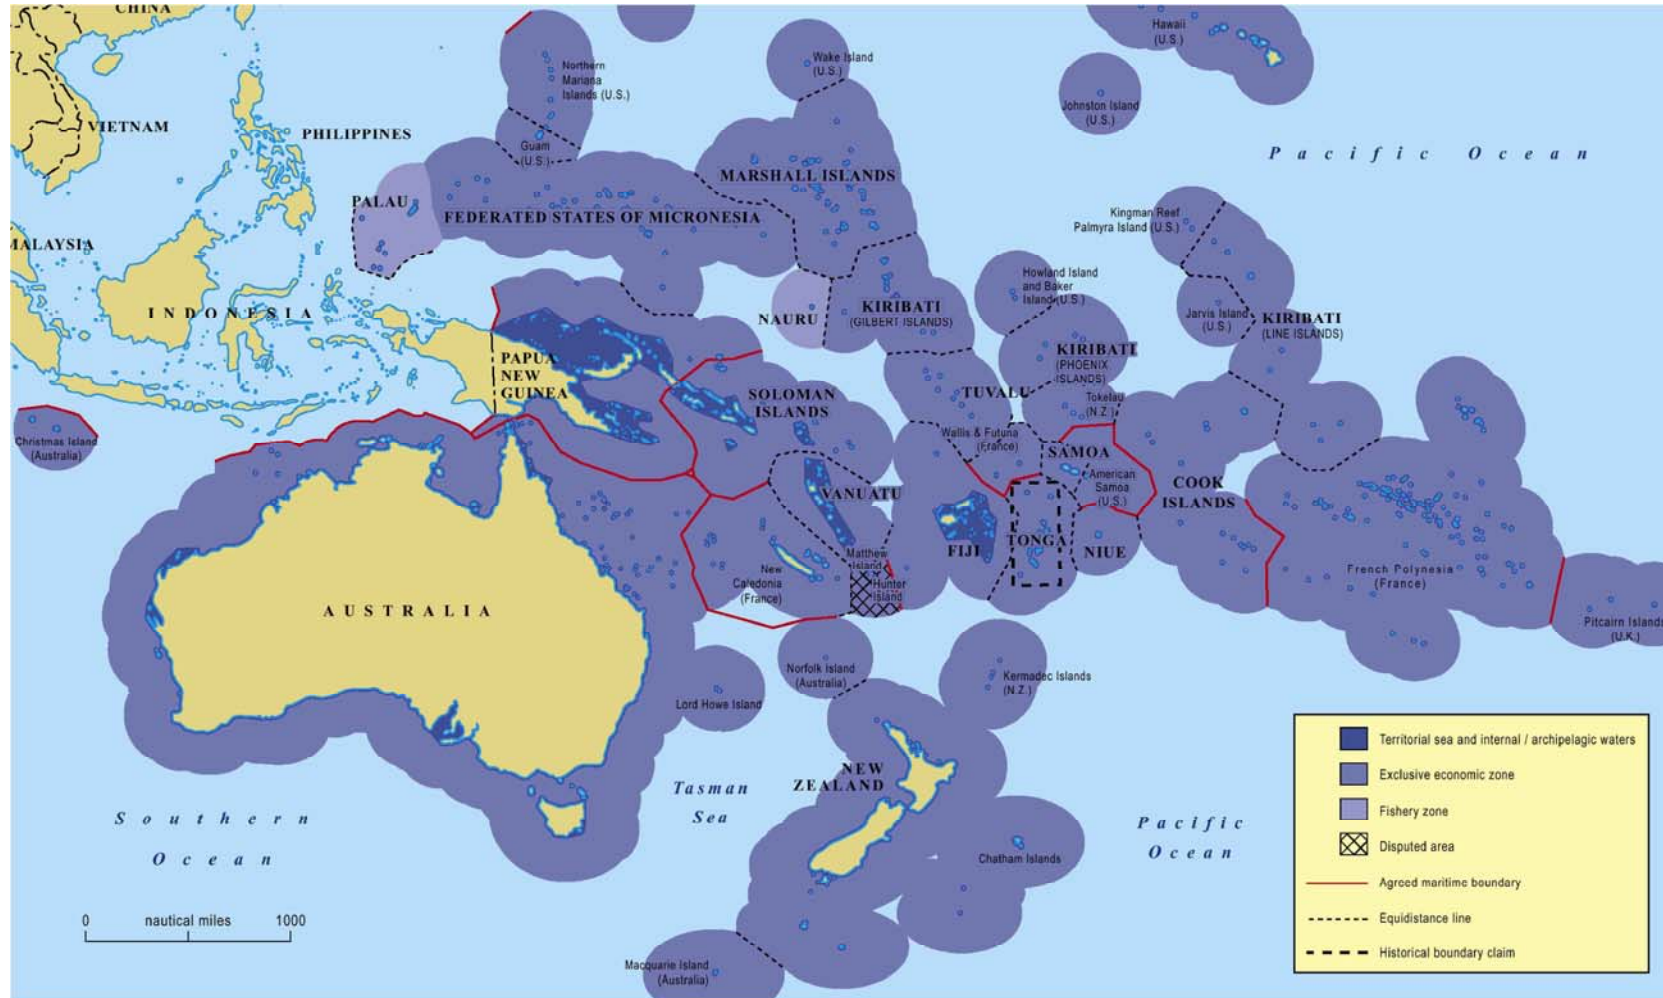 CHINA
Hawaii
(U.S.)
Wake Island
(U.S.)
Northern
Mariana
Islands (U.S.)
Johnston Island
(U.S.)
VIETNAM
PHILIPPINES
Guam
(U.S.)
Pacific Ocean
MARSHALL ISLANDS
PALAU
FEDERATED STATES OF MICRONESIA
Kingman Reef
Palmyra Island (U.S.)
MALAYSIA
Howland Island
and Baker
Island (U.S.)
INDONESIA
NAURU
KIRIBATI
(GILBERT ISLANDS)
Jarvis Island
(U.S.)
KIRIBATI
(LINE ISLANDS)
PAPUA
NEW
GUINEA
KIRIBATI
(PHOENIX
ISLANDS)
SOLOMAN
ISLANDS
TUVALU
Tokelau
(N.Z.)
Christmas Island
(Australia)
Wallis & Futuna
(France)
SAMOA
American
Samoa
(U.S.)
COOK
ISLANDS
VANUATU
FIJI
TONGA
NIUE
Matthew
Island
Hunter
Island
New
Caledonia
(France)
French Polynesia
(France)
AUSTRALIA
Pitcairn Islands
(U.K.)
Norfolk Island
(Australia)
Kermadec Islands
(N.Z.)
Lord Howe Island
NEW
ZEALAND
Tasman
Sea
Southern
Ocean
Pacific
Ocean
Chatham Islands
0 nautical miles 1000
Macquarie Island
(Australia)
Territorial sea and internal / archipelagic waters
Exclusive economic zone
Fishery zone
Disputed area
Agreed maritime boundary
Equidistance line
Historical boundary claim